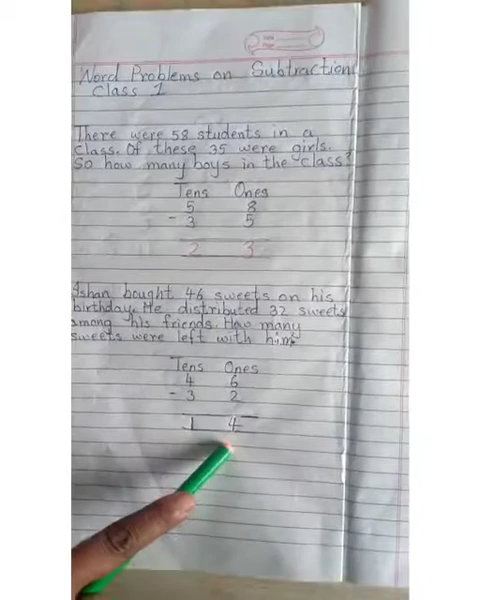 Word Problems on Subtraction
Class 1
There were 58 students in a
class. Of these 35 were girls.
So how many boys in the class?
Tens Ones
5 8
- 3 5
2 3
Ishan bought 46 sweets on his
birthday. He distributed 32 sweets
among his friends. How many
sweets were left with him?
Tens Ones
4 6
- 3 2
1 4